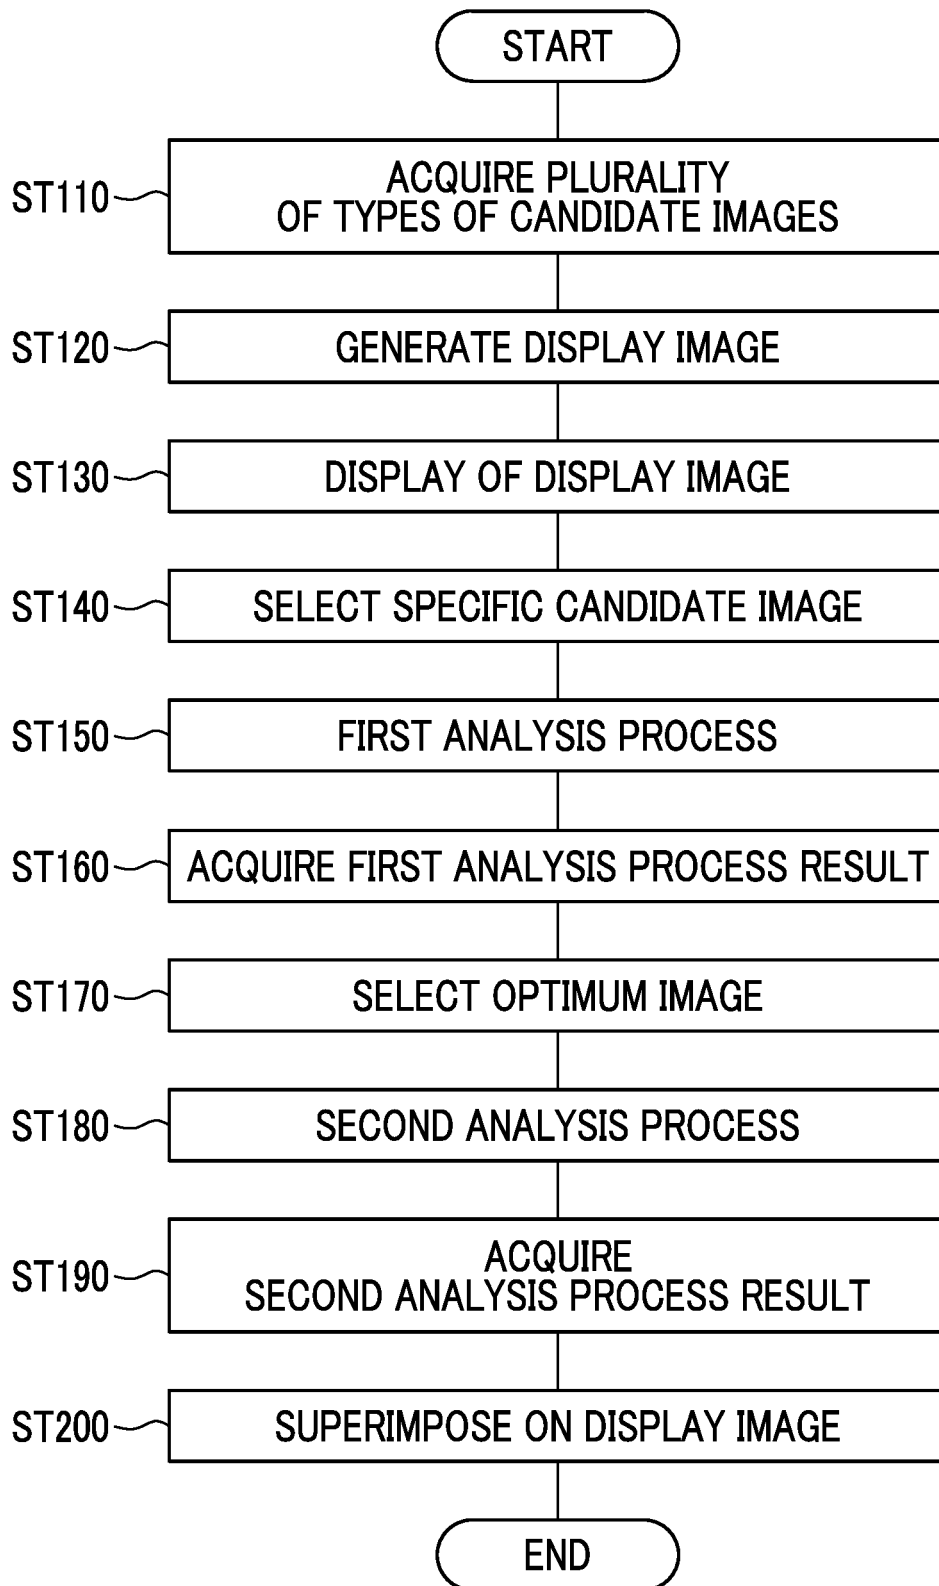 START
ST110
ACQUIRE PLURALITY
OF TYPES OF CANDIDATE IMAGES
ST120
GENERATE DISPLAY IMAGE
ST130
DISPLAY OF DISPLAY IMAGE
ST140
SELECT SPECIFIC CANDIDATE IMAGE
ST150
FIRST ANALYSIS PROCESS
ST160
ACQUIRE FIRST ANALYSIS PROCESS RESULT
ST170
SELECT OPTIMUM IMAGE
ST180
SECOND ANALYSIS PROCESS
ST190
ACQUIRE
SECOND ANALYSIS PROCESS RESULT
ST200
SUPERIMPOSE ON DISPLAY IMAGE
END